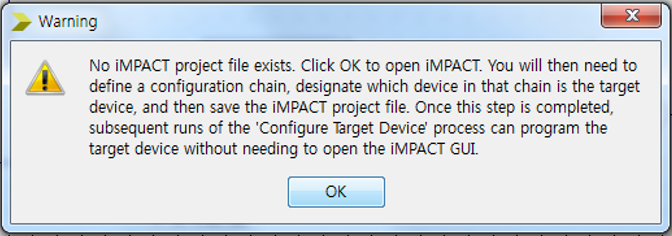 Warning
No iMPACT project file exists. Click OK to open iMPACT. You will then need to
define a configuration chain, designate which device in that chain is the target
device, and then save the iMPACT project file. Once this step is completed,
subsequent runs of the 'Configure Target Device' process can program the
target device without needing to open the iMPACT GUI.
OK